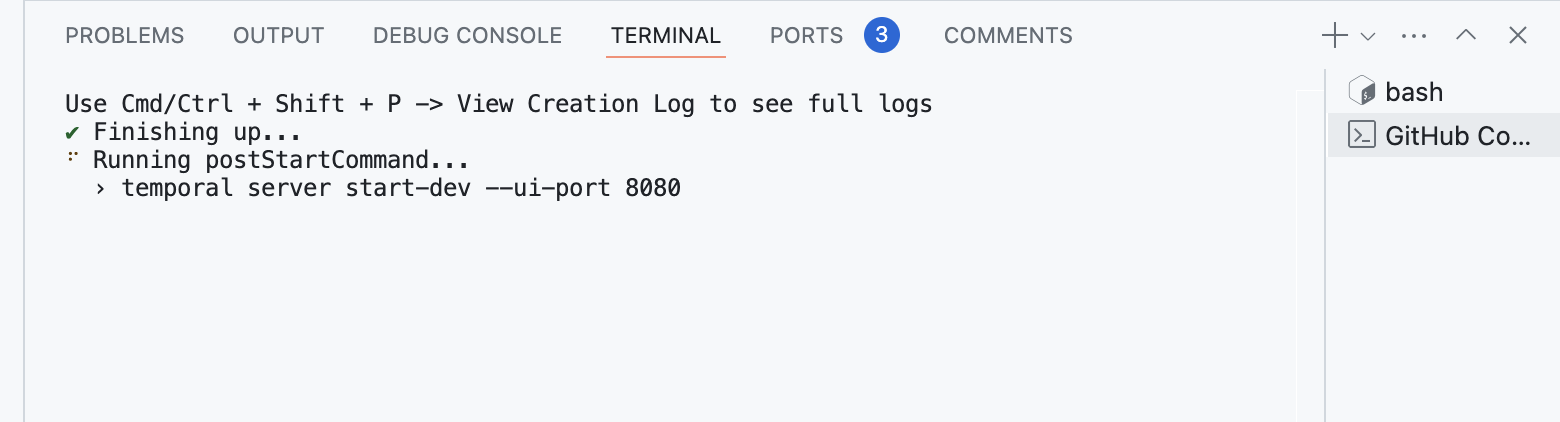 PROBLEMS OUTPUT DEBUG CONSOLE TERMINAL PORTS 3 COMMENTS
Use Cmd/Ctrl + Shift + P -> View Creation Log to see full logs
✔ Finishing up...
⠋ Running postStartCommand...
› temporal server start-dev --ui-port 8080
bash
GitHub Co...